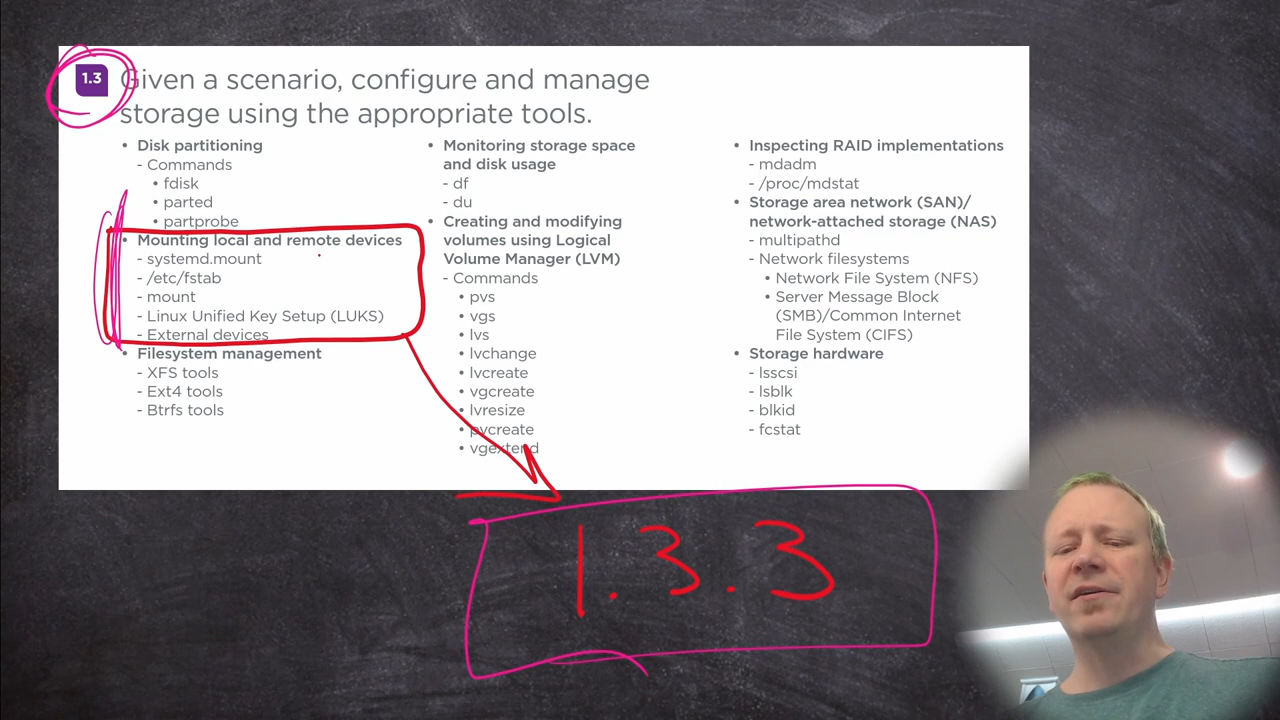 1.3
Given a scenario, configure and manage
storage using the appropriate tools.
• Disk partitioning
- Commands
• fdisk
• parted
• partprobe
• Mounting local and remote devices
- systemd.mount
- /etc/fstab
- mount
- Linux Unified Key Setup (LUKS)
- External devices
• Filesystem management
- XFS tools
- Ext4 tools
- Btrfs tools
• Monitoring storage space
and disk usage
- df
- du
• Creating and modifying
volumes using Logical
Volume Manager (LVM)
- Commands
• pvs
• vgs
• lvs
• lvchange
• lvcreate
• vgcreate
• lvresize
• pvcreate
• vgextend
• Inspecting RAID implementations
- mdadm
- /proc/mdstat
• Storage area network (SAN)/
network-attached storage (NAS)
- multipathd
- Network filesystems
• Network File System (NFS)
• Server Message Block
(SMB)/Common Internet
File System (CIFS)
• Storage hardware
- lsscsi
- lsblk
- blkid
- fcstat
1.3.3